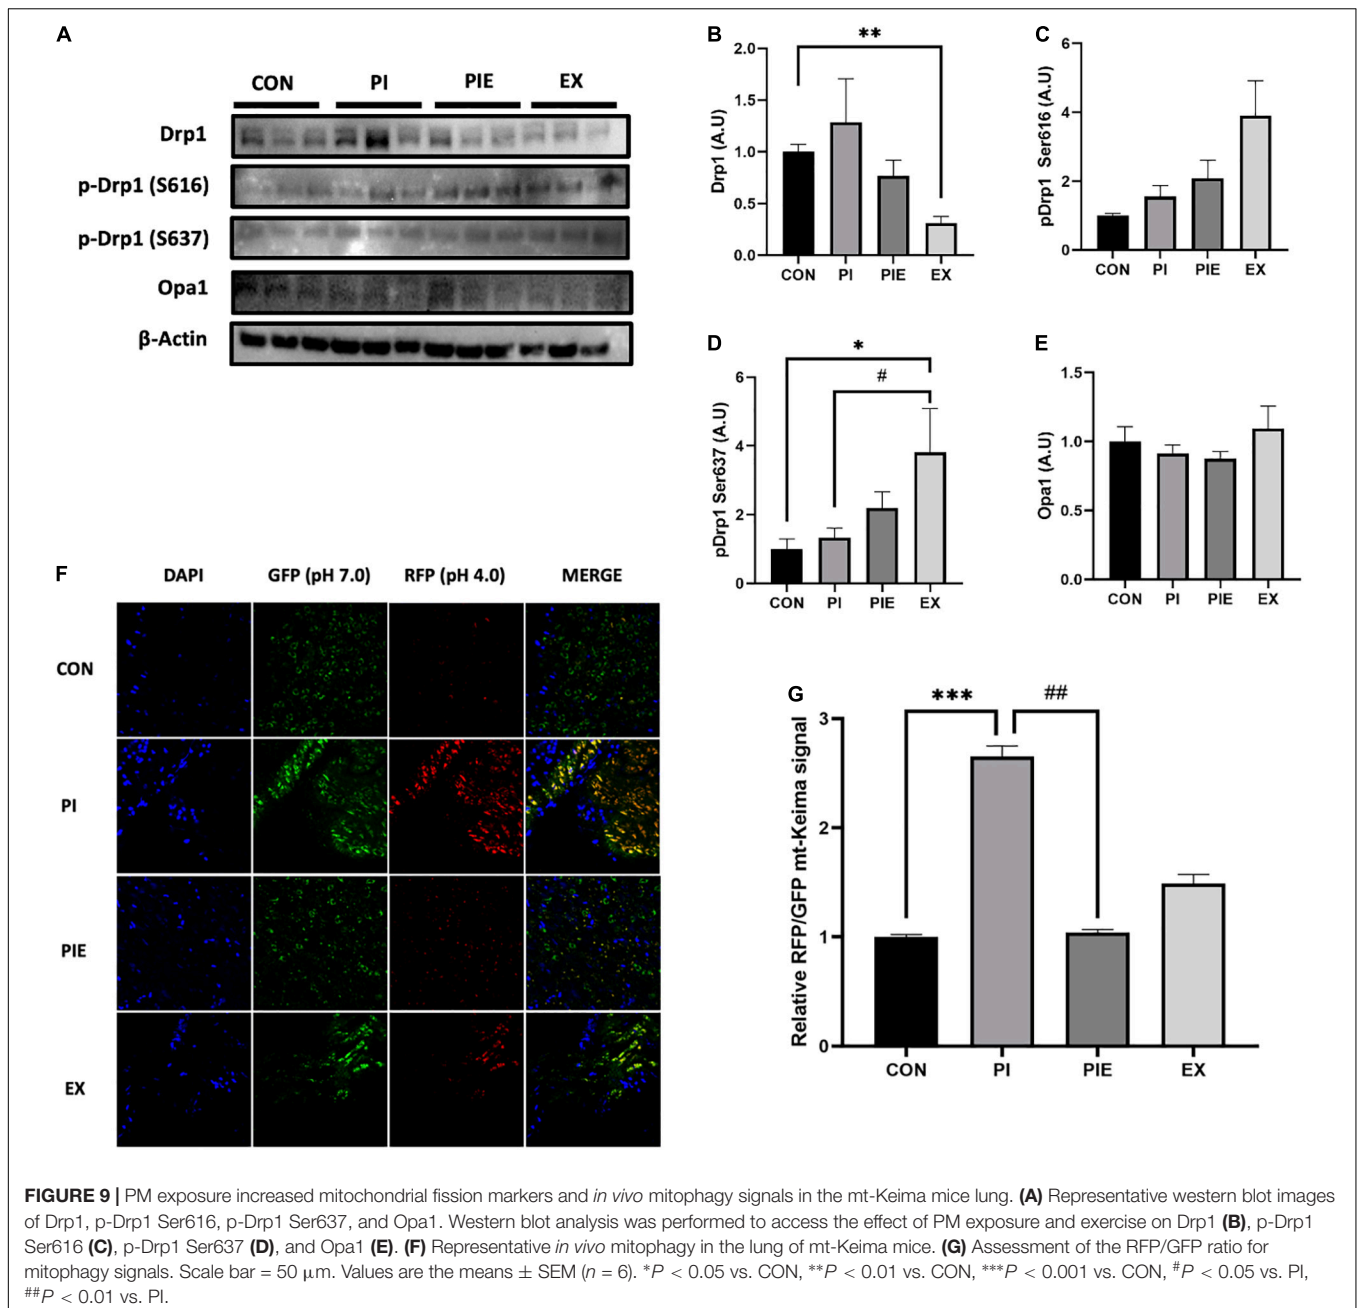 A
CON PI PIE EX
Drp1
p-Drp1 (S616)
p-Drp1 (S637)
Opa1
β-Actin
B
**
2.0
1.5
1.0
0.5
0.0
Drp1 (A.U)
CON PI PIE EX
C
6
4
2
0
pDrp1 Ser616 (A.U)
CON PI PIE EX
D
*
#
6
4
2
0
pDrp1 Ser637 (A.U)
CON PI PIE EX
E
1.5
1.0
0.5
0.0
Opa1 (A.U)
CON PI PIE EX
F
DAPI GFP (pH 7.0) RFP (pH 4.0) MERGE
CON
PI
PIE
EX
G
*** ##
3
2
1
0
Relative RFP/GFP mt-Keima signal
CON PI PIE EX
FIGURE 9 | PM exposure increased mitochondrial fission markers and in vivo mitophagy signals in the mt-Keima mice lung. (A) Representative western blot images
of Drp1, p-Drp1 Ser616, p-Drp1 Ser637, and Opa1. Western blot analysis was performed to access the effect of PM exposure and exercise on Drp1 (B), p-Drp1
Ser616 (C), p-Drp1 Ser637 (D), and Opa1 (E). (F) Representative in vivo mitophagy in the lung of mt-Keima mice. (G) Assessment of the RFP/GFP ratio for
mitophagy signals. Scale bar = 50 μm. Values are the means ± SEM (n = 6). *P < 0.05 vs. CON, **P < 0.01 vs. CON, ***P < 0.001 vs. CON, #P < 0.05 vs. PI,
##P < 0.01 vs. PI.